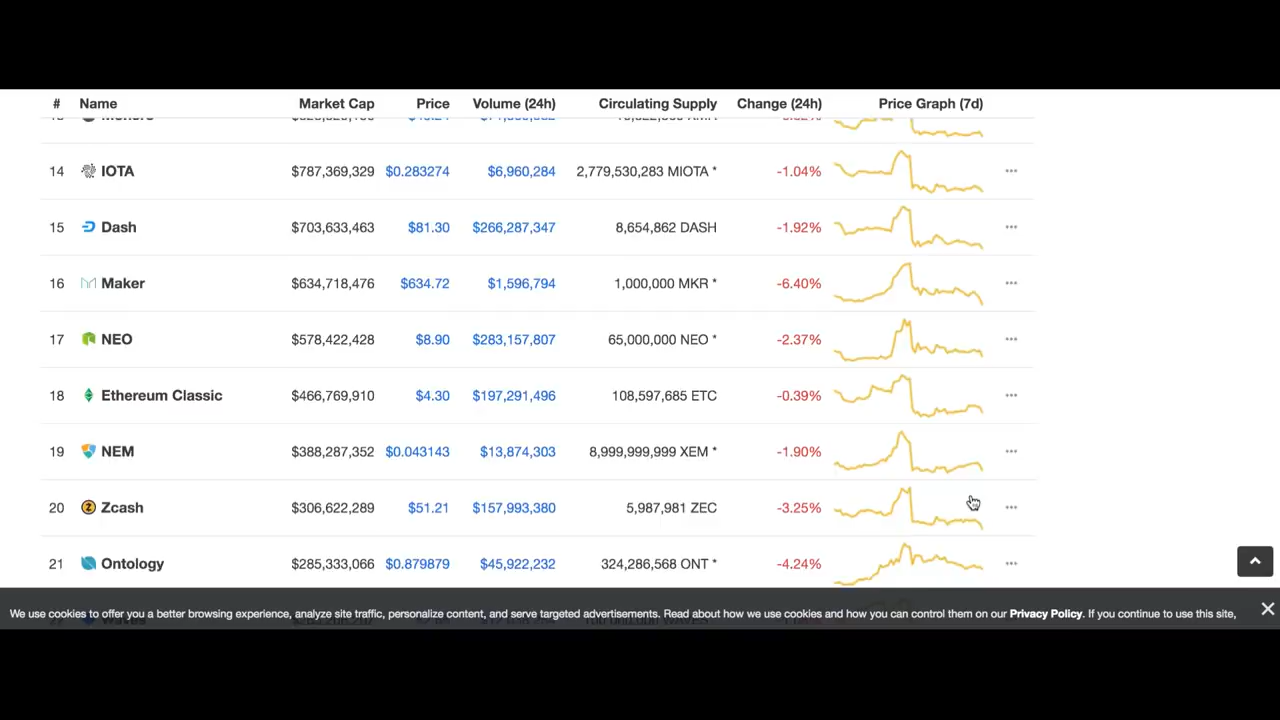 # Name Market Cap Price Volume (24h) Circulating Supply Change (24h) Price Graph (7d)
14 IOTA $787,369,329 $0.283274 $6,960,284 2,779,530,283 MIOTA * -1.04%
15 Dash $703,633,463 $81.30 $266,287,347 8,654,862 DASH -1.92%
16 Maker $634,718,476 $634.72 $1,596,794 1,000,000 MKR * -6.40%
17 NEO $578,422,428 $8.90 $283,157,807 65,000,000 NEO * -2.37%
18 Ethereum Classic $466,769,910 $4.30 $197,291,496 108,597,685 ETC -0.39%
19 NEM $388,287,352 $0.043143 $13,874,303 8,999,999,999 XEM * -1.90%
20 Zcash $306,622,289 $51.21 $157,993,380 5,987,981 ZEC -3.25%
21 Ontology $285,333,066 $0.879879 $45,922,232 324,286,568 ONT * -4.24%
We use cookies to offer you a better browsing experience, analyze site traffic, personalize content, and serve targeted advertisements. Read about how we use cookies and how you can control them on our Privacy Policy. If you continue to use this site,